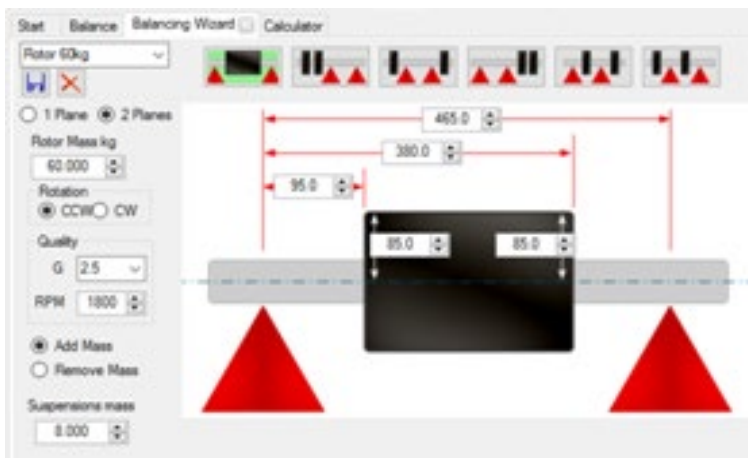 Start Balance Balancing Wizard Calculator
Rotor 60kg
1 Plane 2 Planes
465.0
Rotor Mass kg
380.0
60.000
95.0
Rotation
CCW CW
Quality
85.0 85.0
G 2.5
RPM 1800
Add Mass
Remove Mass
Suspensions mass
8.000